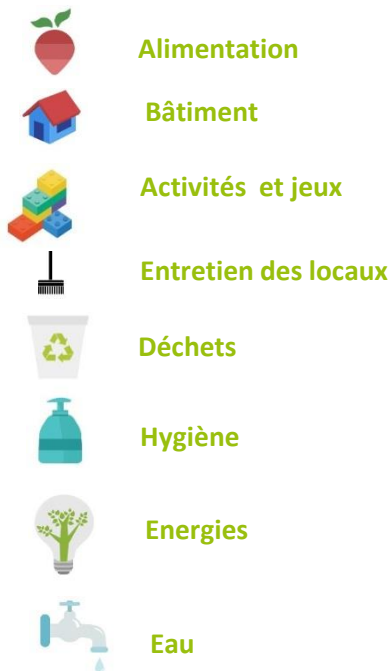 Alimentation
Bâtiment
Activités et jeux
Entretien des locaux
Déchets
Hygiène
Energies
Eau